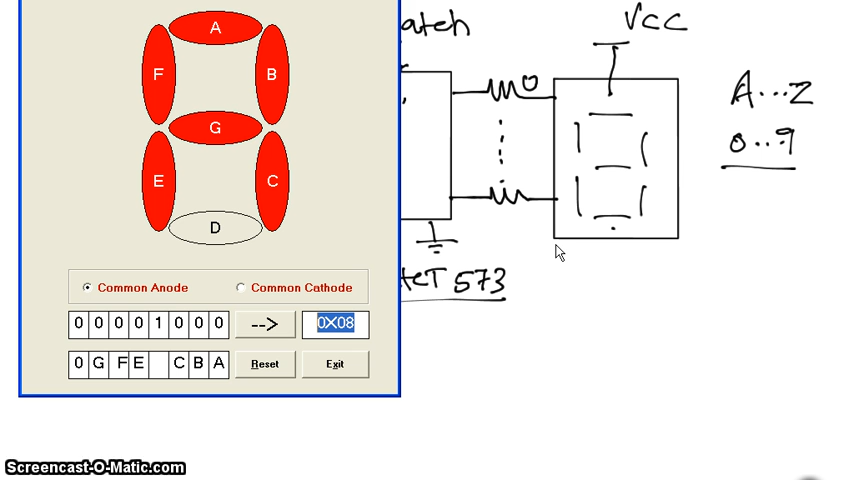 A
F B
G
E C
D
Common Anode Common Cathode
0 0 0 0 1 0 0 0 --> 0X08
0 G F E C B A Reset Exit
atch
VCC
A...Z
0..9
573
Screencast-O-Matic.com